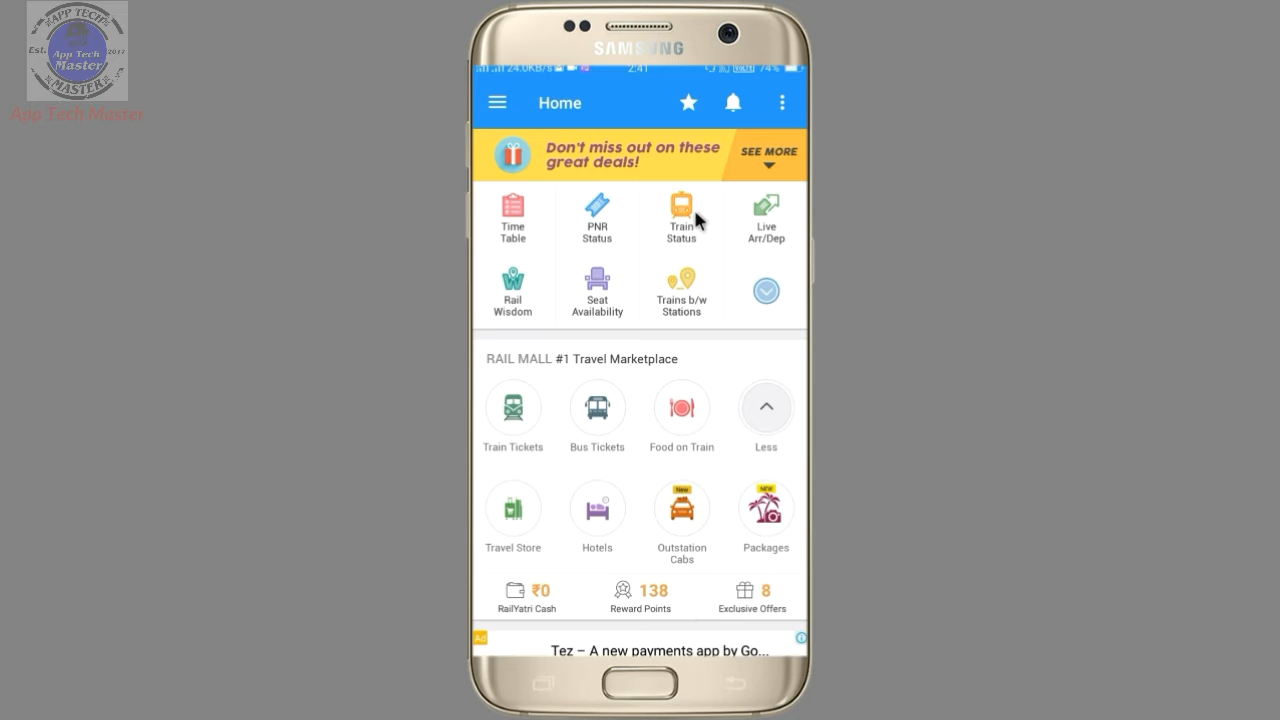 APP TECH
Est.
2017
App Tech
Master
MASTER
App Tech Master
SAMSUNG
24.0KB/s
2:41
74%
Home
Don't miss out on these
great deals!
SEE MORE
Time
Table
PNR
Status
Train
Status
Live
Arr/Dep
Rail
Wisdom
Seat
Availability
Trains b/w
Stations
RAIL MALL #1 Travel Marketplace
Train Tickets
Bus Tickets
Food on Train
Less
New
NEW
Travel Store
Hotels
Outstation
Cabs
Packages
₹0
RailYatri Cash
138
Reward Points
8
Exclusive Offers
Ad
Tez – A new payments app by Go...